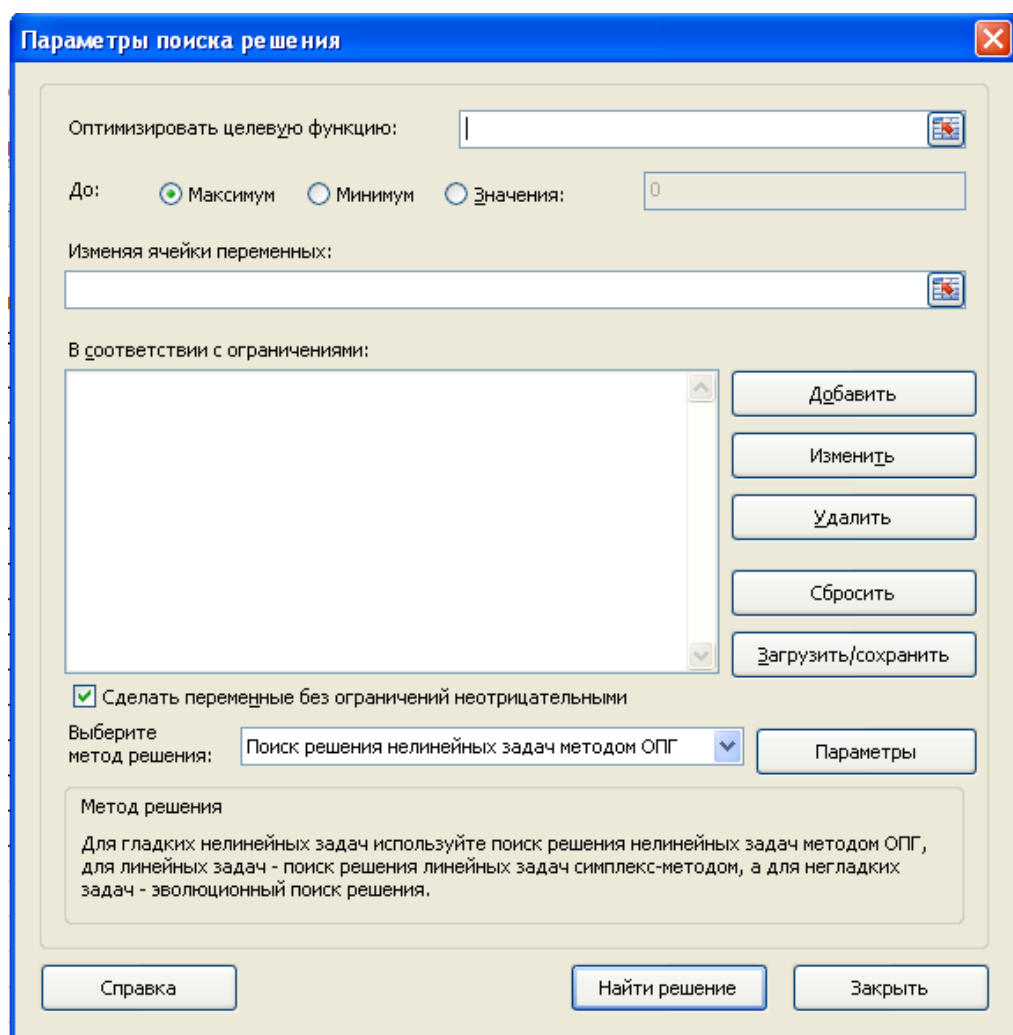 Параметры поиска решения
Оптимизировать целевую функцию:
До: Максимум Минимум Значения: 0
Изменяя ячейки переменных:
В соответствии с ограничениями:
Добавить
Изменить
Удалить
Сбросить
Загрузить/сохранить
Сделать переменные без ограничений неотрицательными
Выберите
метод решения:
Поиск решения нелинейных задач методом ОПГ
Параметры
Метод решения
Для гладких нелинейных задач используйте поиск решения нелинейных задач методом ОПГ,
для линейных задач - поиск решения линейных задач симплекс-методом, а для негладких
задач - эволюционный поиск решения.
Справка Найти решение Закрыть